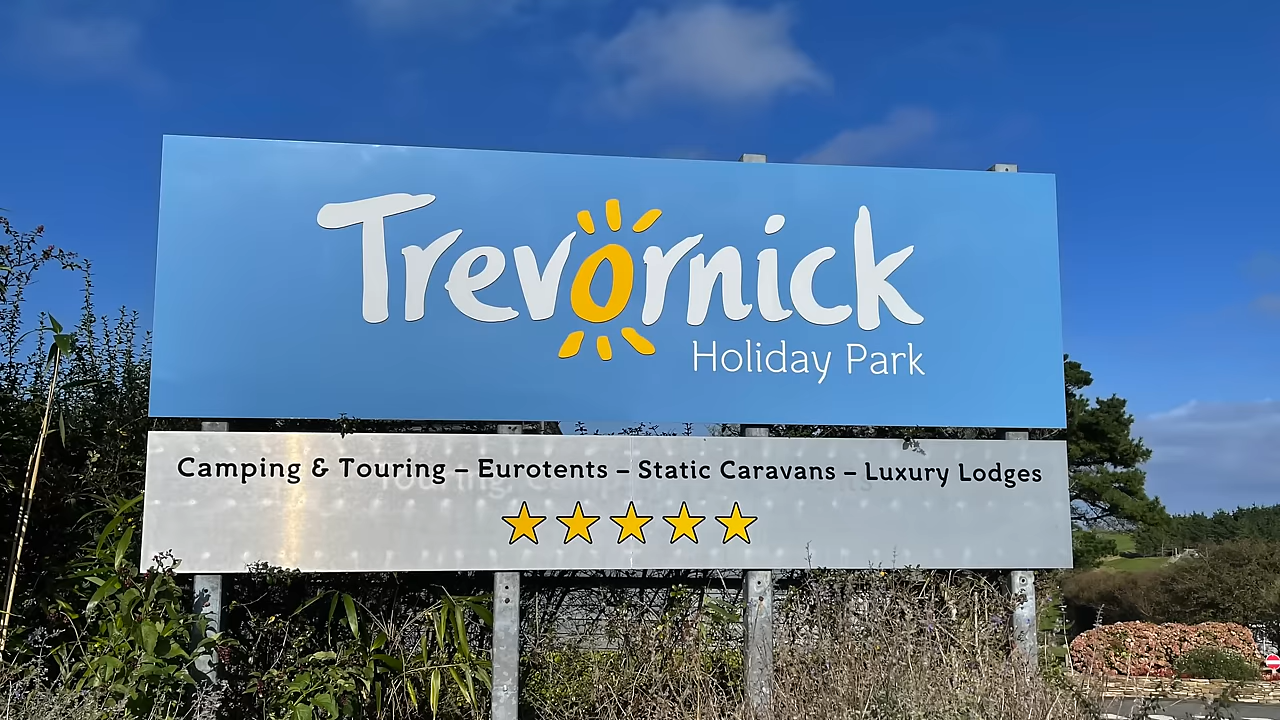 Trevornick
Holiday Park
Camping & Touring – Eurotents – Static Caravans – Luxury Lodges